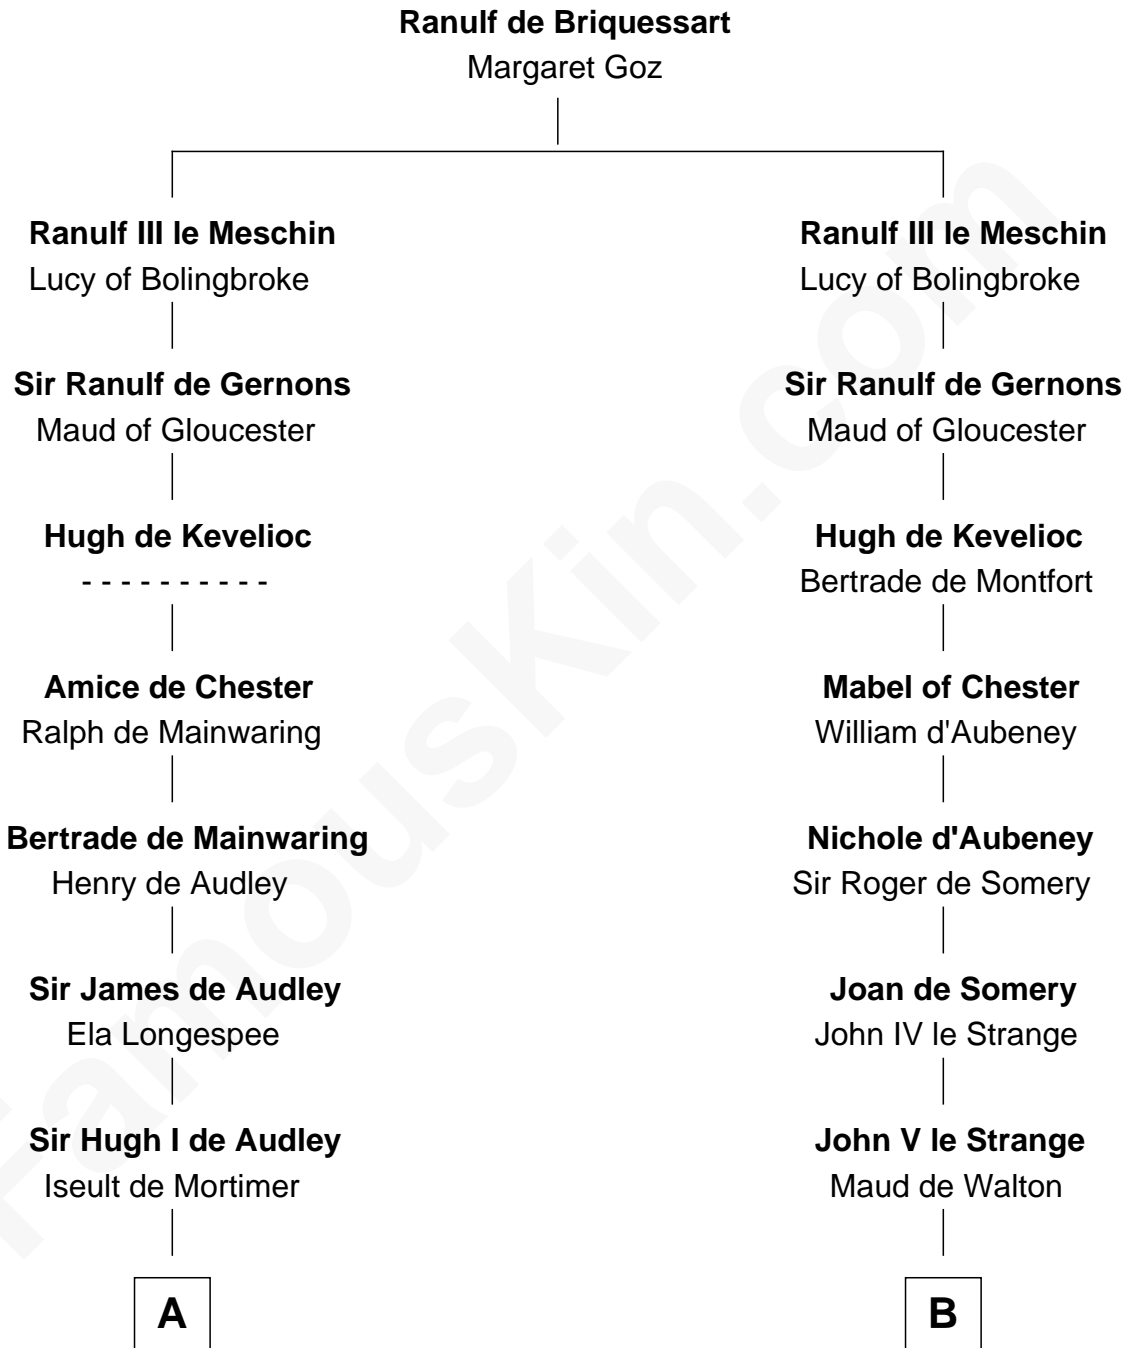 Ranulf de Briquessart
Margaret Goz
Ranulf III le Meschin
Lucy of Bolingbroke
Sir Ranulf de Gernons
Maud of Gloucester
Hugh de Kevelioc
- - - - - - - - - -
Amice de Chester
Ralph de Mainwaring
Bertrade de Mainwaring
Henry de Audley
Sir James de Audley
Ela Longespee
Sir Hugh I de Audley
Iseult de Mortimer
A
Ranulf III le Meschin
Lucy of Bolingbroke
Sir Ranulf de Gernons
Maud of Gloucester
Hugh de Kevelioc
Bertrade de Montfort
Mabel of Chester
William d'Aubeney
Nichole d'Aubeney
Sir Roger de Somery
Joan de Somery
John IV le Strange
John V le Strange
Maud de Walton
B
FamousKin.com